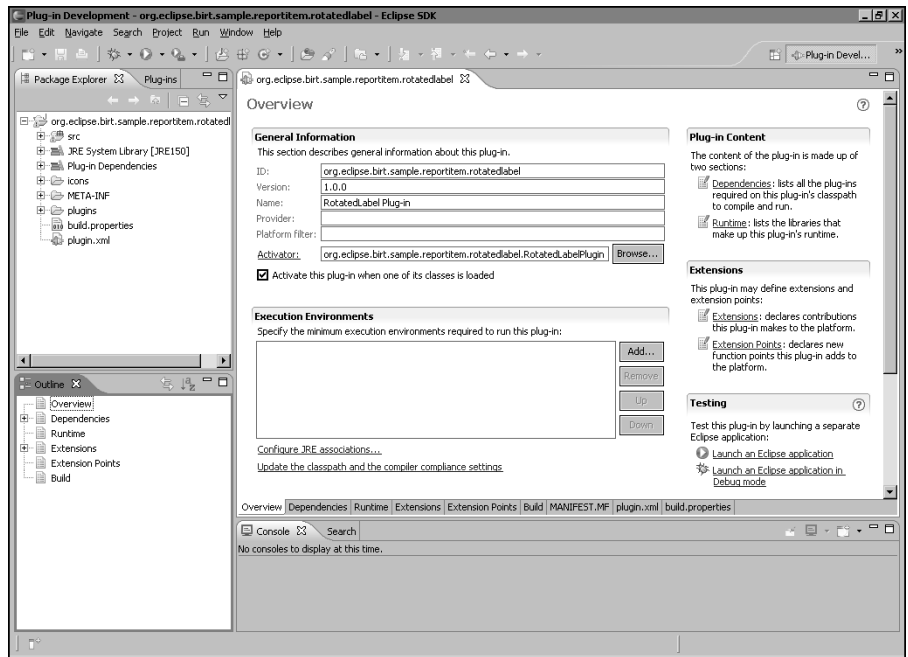 Plug-in Development - org.eclipse.birt.sample.reportitem.rotatedlabel - Eclipse SDK
File Edit Navigate Search Project Run Window Help
Plug-in Devel... »
Package Explorer Plug-ins
org.eclipse.birt.sample.reportitem.rotatedl
src
JRE System Library [JRE150]
Plug-in Dependencies
icons
META-INF
plugins
build.properties
plugin.xml
Outline
Overview
Dependencies
Runtime
Extensions
Extension Points
Build
org.eclipse.birt.sample.reportitem.rotatedlabel
Overview
General Information
This section describes general information about this plug-in.
ID: org.eclipse.birt.sample.reportitem.rotatedlabel
Version: 1.0.0
Name: RotatedLabel Plug-in
Provider:
Platform filter:
Activator: org.eclipse.birt.sample.reportitem.rotatedlabel.RotatedLabelPlugin Browse...
Activate this plug-in when one of its classes is loaded
Execution Environments
Specify the minimum execution environments required to run this plug-in:
Add...
Remove
Up
Down
Configure JRE associations...
Update the classpath and the compiler compliance settings
Plug-in Content
The content of the plug-in is made up of
two sections:
Dependencies: lists all the plug-ins
required on this plug-in's classpath
to compile and run.
Runtime: lists the libraries that
make up this plug-in's runtime.
Extensions
This plug-in may define extensions and
extension points:
Extensions: declares contributions
this plug-in makes to the platform.
Extension Points: declares new
function points this plug-in adds to
the platform.
Testing
Test this plug-in by launching a separate
Eclipse application:
Launch an Eclipse application
Launch an Eclipse application in
Debug mode
Overview Dependencies Runtime Extensions Extension Points Build MANIFEST.MF plugin.xml build.properties
Console Search
No consoles to display at this time.